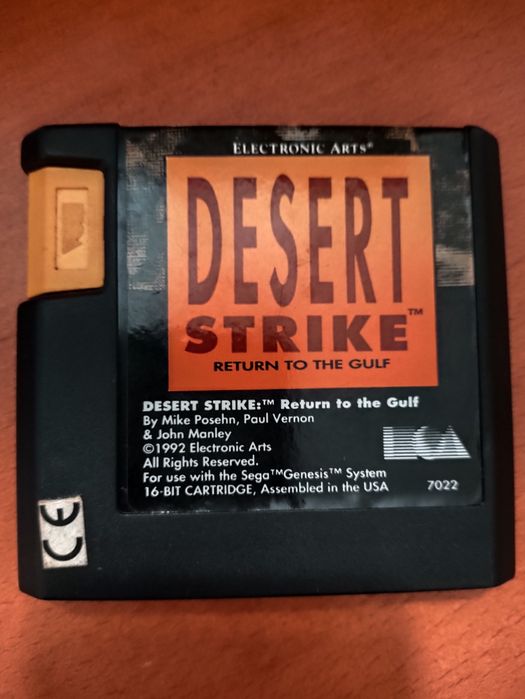 ELECTRONIC ARTS®
DESERT
STRIKE™
RETURN TO THE GULF
DESERT STRIKE:™ Return to the Gulf
By Mike Posehn, Paul Vernon
& John Manley
©1992 Electronic Arts
All Rights Reserved.
For use with the Sega™Genesis™ System
16-BIT CARTRIDGE, Assembled in the USA
EOA
7022
CE